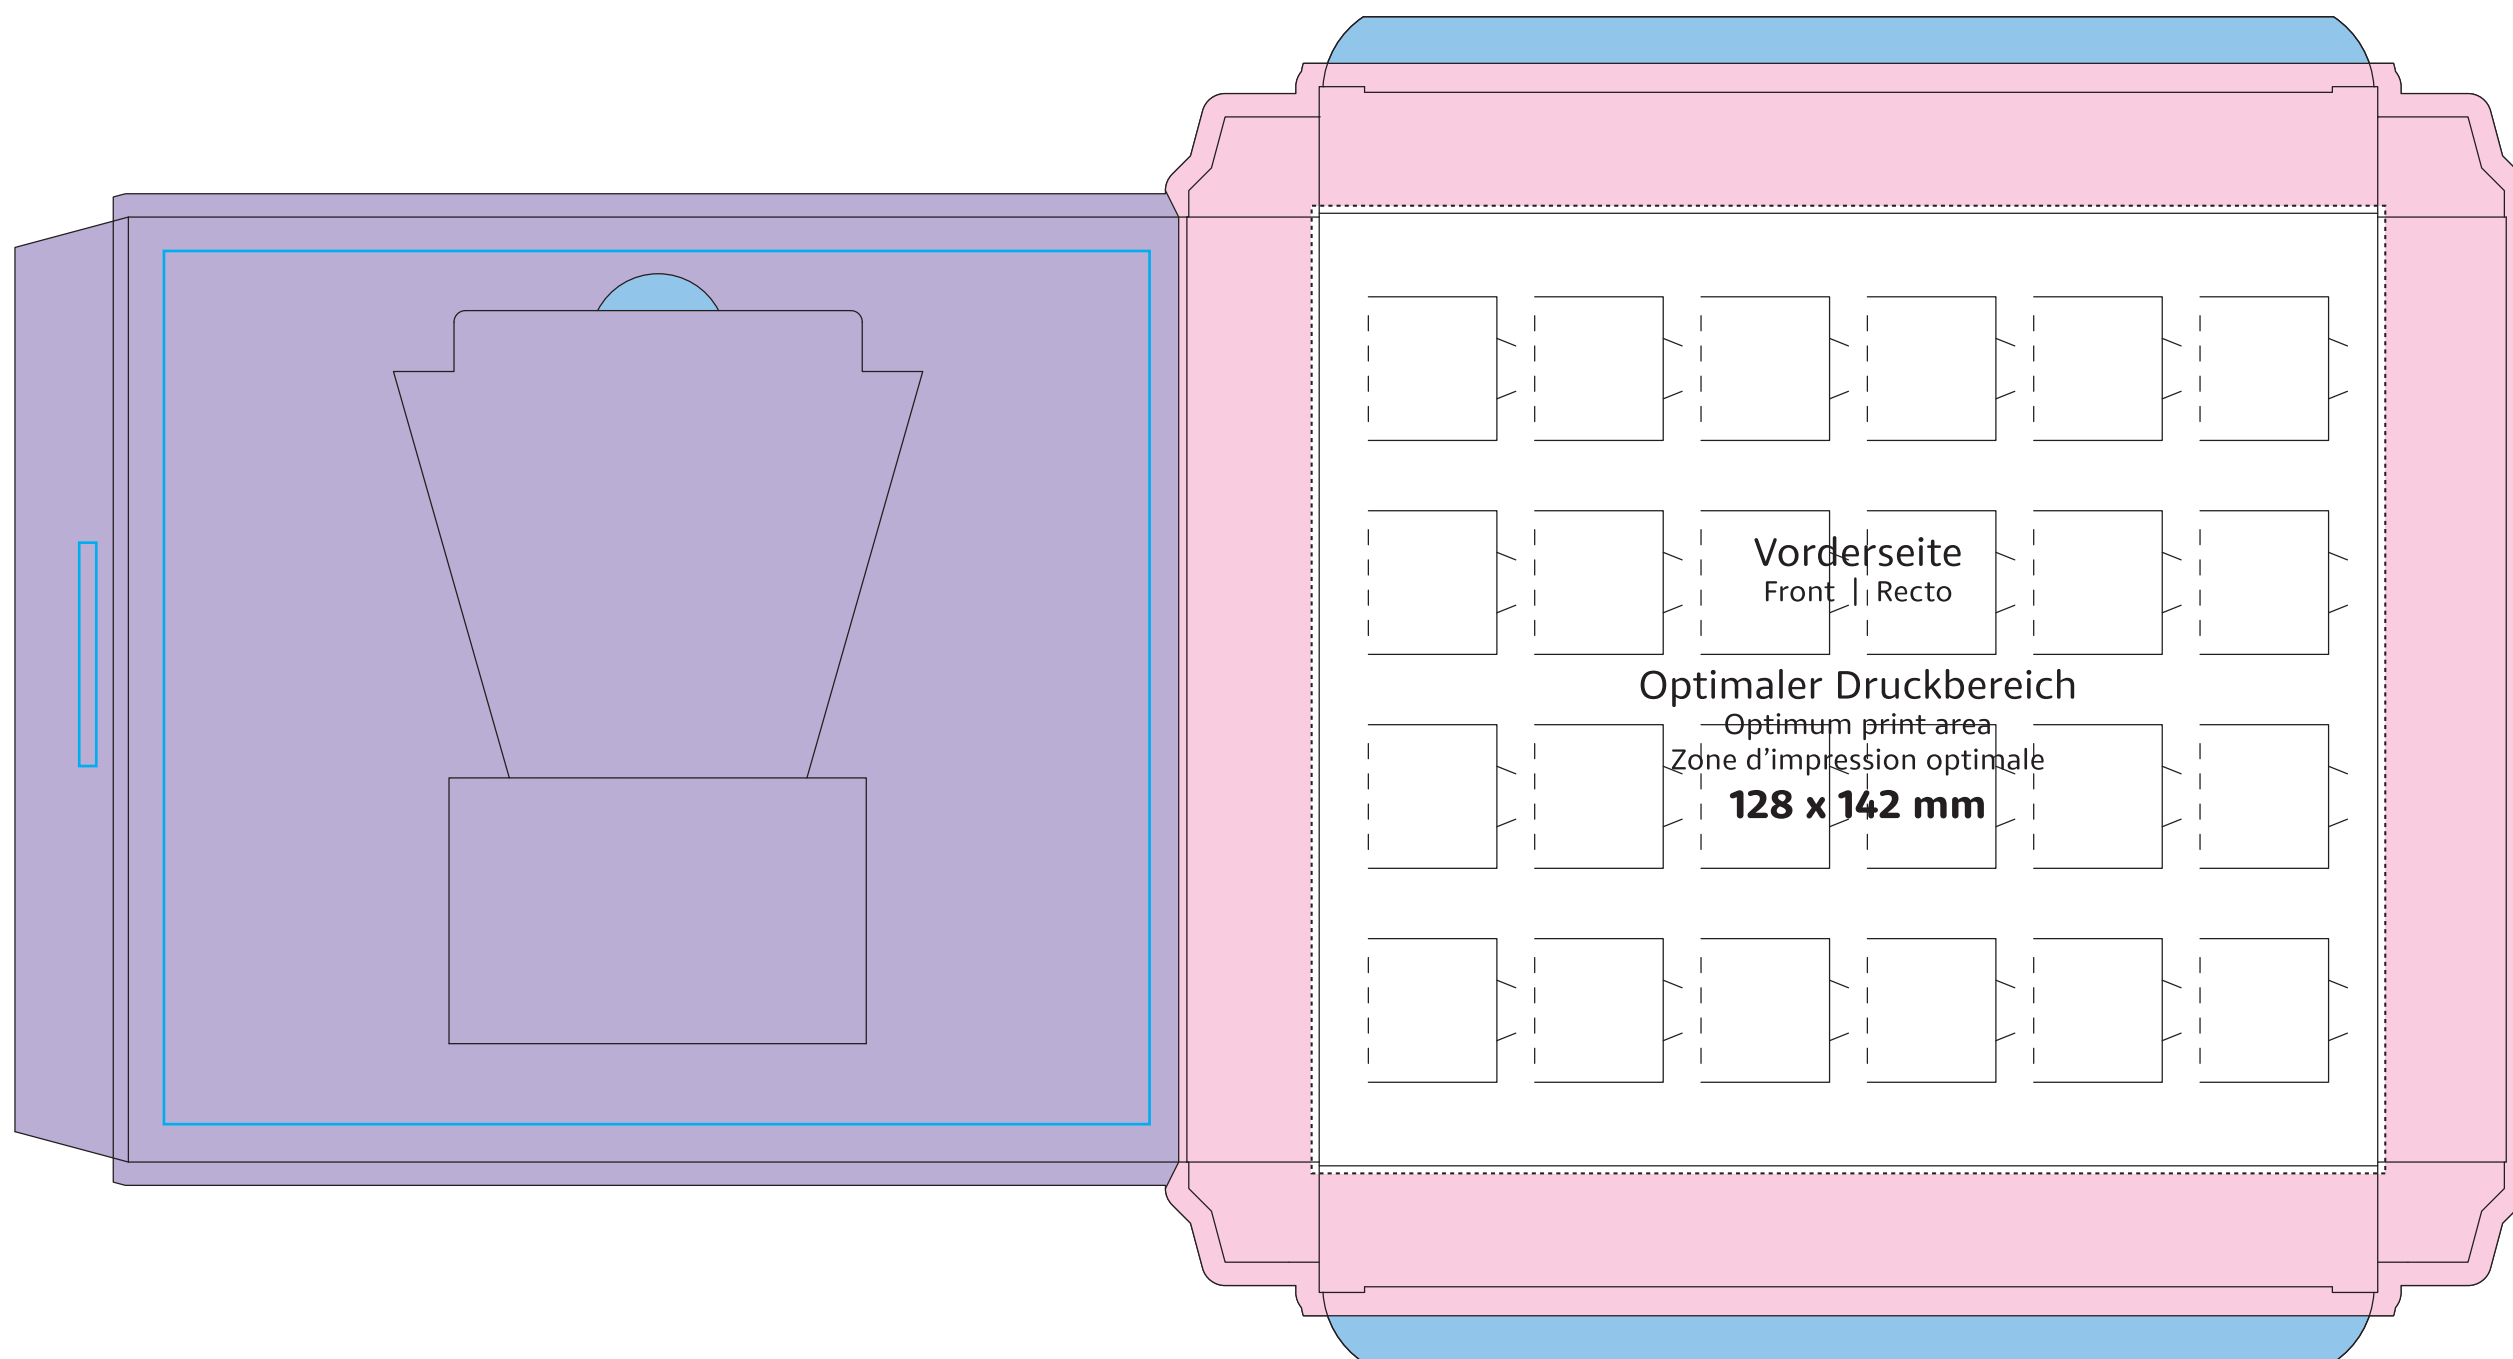 Vorderseite
Front | Recto
Optimaler Druckbereich
Optimum print area
Zone d’impression optimale
128 x 142 mm